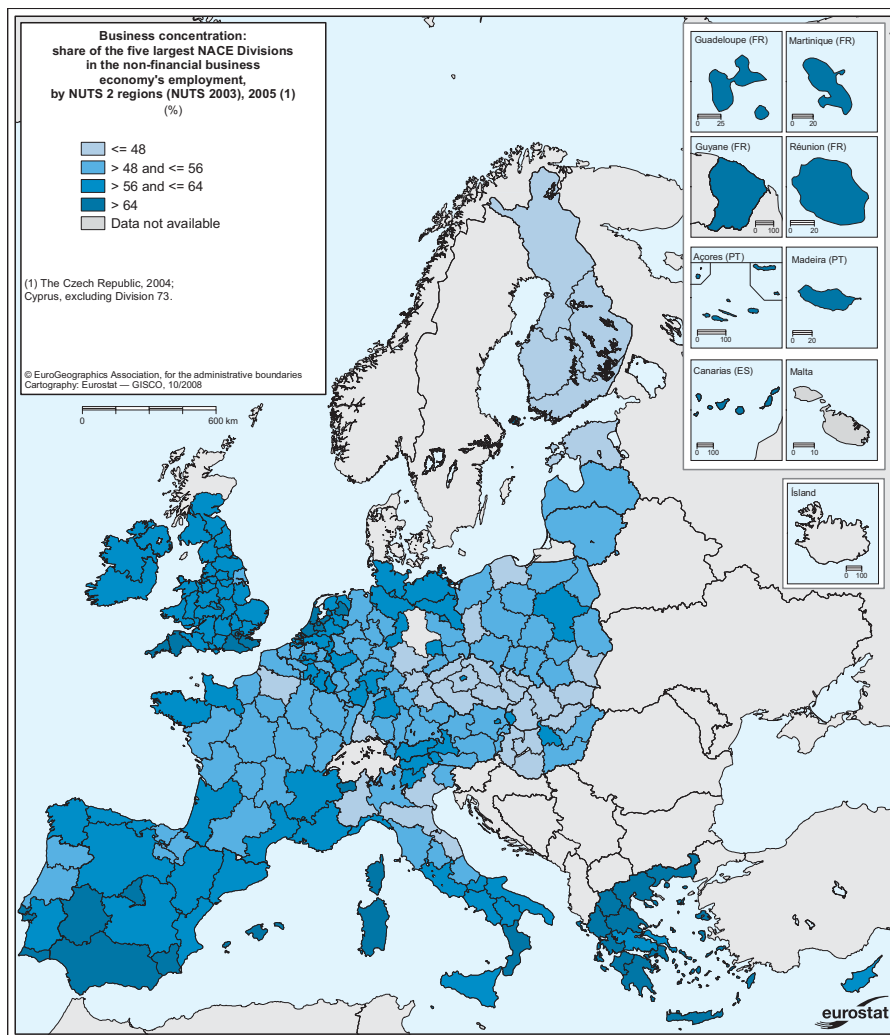 Business concentration:
share of the five largest NACE Divisions
in the non-financial business
economy's employment,
by NUTS 2 regions (NUTS 2003), 2005 (1)
(%)
<= 48
> 48 and <= 56
> 56 and <= 64
> 64
Data not available
(1) The Czech Republic, 2004;
Cyprus, excluding Division 73.
© EuroGeographics Association, for the administrative boundaries
Cartography: Eurostat — GISCO, 10/2008
0 600 km
Guadeloupe (FR)
0 25
Martinique (FR)
0 20
Guyane (FR)
0 100
Réunion (FR)
0 20
Açores (PT)
0 100
Madeira (PT)
0 20
Canarias (ES)
0 100
Malta
0 10
Ísland
0 100
eurostat